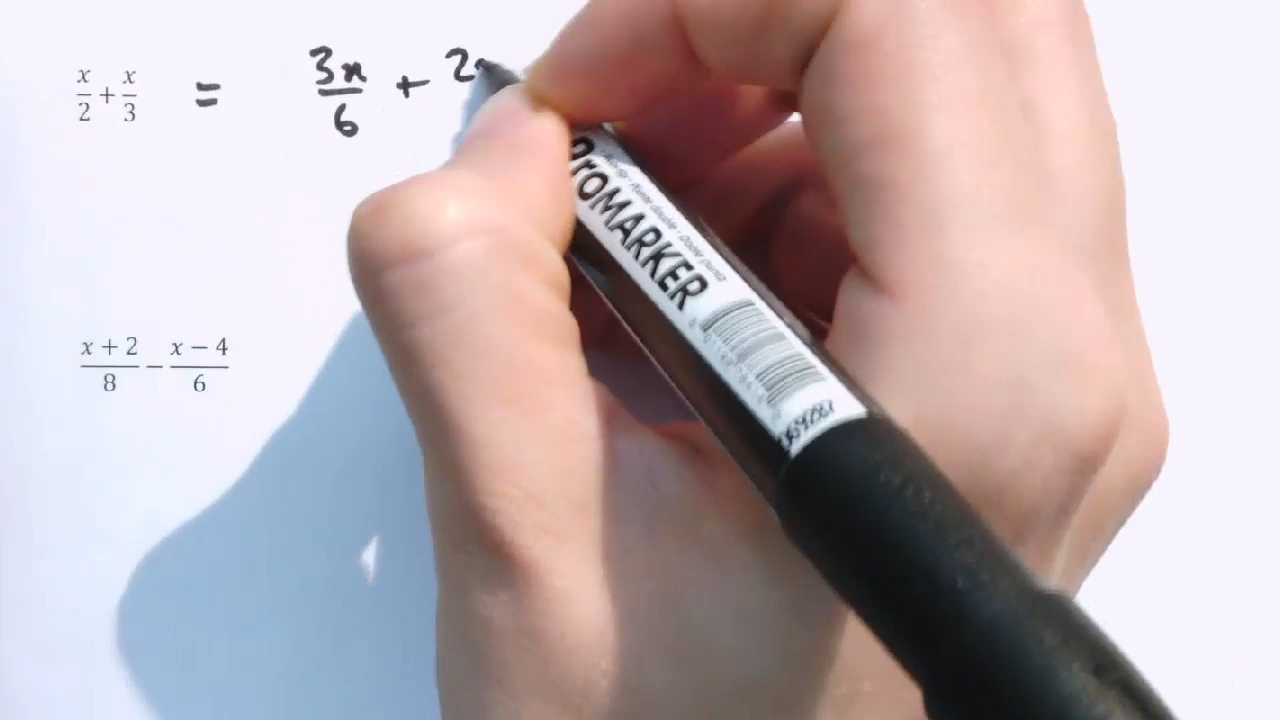 x/2 + x/3 = 3x/6 + 2
ProMARKER
(x + 2)/8 − (x − 4)/6